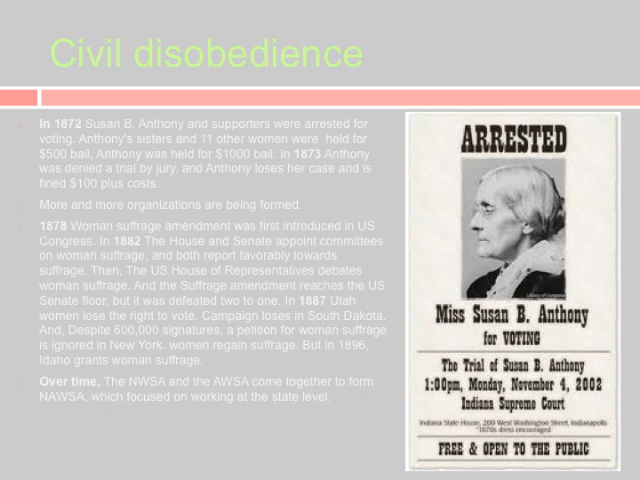 Civil disobedience
In 1872 Susan B. Anthony and supporters were arrested for
voting. Anthony's sisters and 11 other women were held for
$500 bail, Anthony was held for $1000 bail. In 1873 Anthony
was denied a trial by jury, and Anthony loses her case and is
fined $100 plus costs.
More and more organizations are being formed.
1878 Woman suffrage amendment was first introduced in US
Congress. In 1882 The House and Senate appoint committees
on woman suffrage, and both report favorably towards
suffrage. Then, The US House of Representatives debates
woman suffrage. And the Suffrage amendment reaches the US
Senate floor, but it was defeated two to one. In 1887 Utah
women lose the right to vote. Campaign loses in South Dakota.
And, Despite 600,000 signatures, a petition for woman suffrage
is ignored in New York. women regain suffrage. But in 1896,
Idaho grants woman suffrage.
Over time, The NWSA and the AWSA come together to form
NAWSA, which focused on working at the state level.
ARRESTED
Library of Congress
Miss Susan B. Anthony
for VOTING
The Trial of Susan B. Anthony
1:00pm, Monday, November 4, 2002
Indiana Supreme Court
Indiana State House, 200 West Washington Street, Indianapolis
"1870s dress encouraged"
FREE & OPEN TO THE PUBLIC